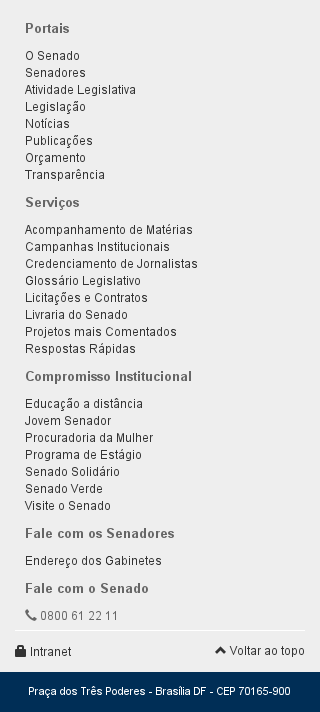 Portais
O Senado
Senadores
Atividade Legislativa
Legislação
Notícias
Publicações
Orçamento
Transparência
Serviços
Acompanhamento de Matérias
Campanhas Institucionais
Credenciamento de Jornalistas
Glossário Legislativo
Licitações e Contratos
Livraria do Senado
Projetos mais Comentados
Respostas Rápidas
Compromisso Institucional
Educação a distância
Jovem Senador
Procuradoria da Mulher
Programa de Estágio
Senado Solidário
Senado Verde
Visite o Senado
Fale com os Senadores
Endereço dos Gabinetes
Fale com o Senado
0800 61 22 11
Intranet Voltar ao topo
Praça dos Três Poderes - Brasília DF - CEP 70165-900